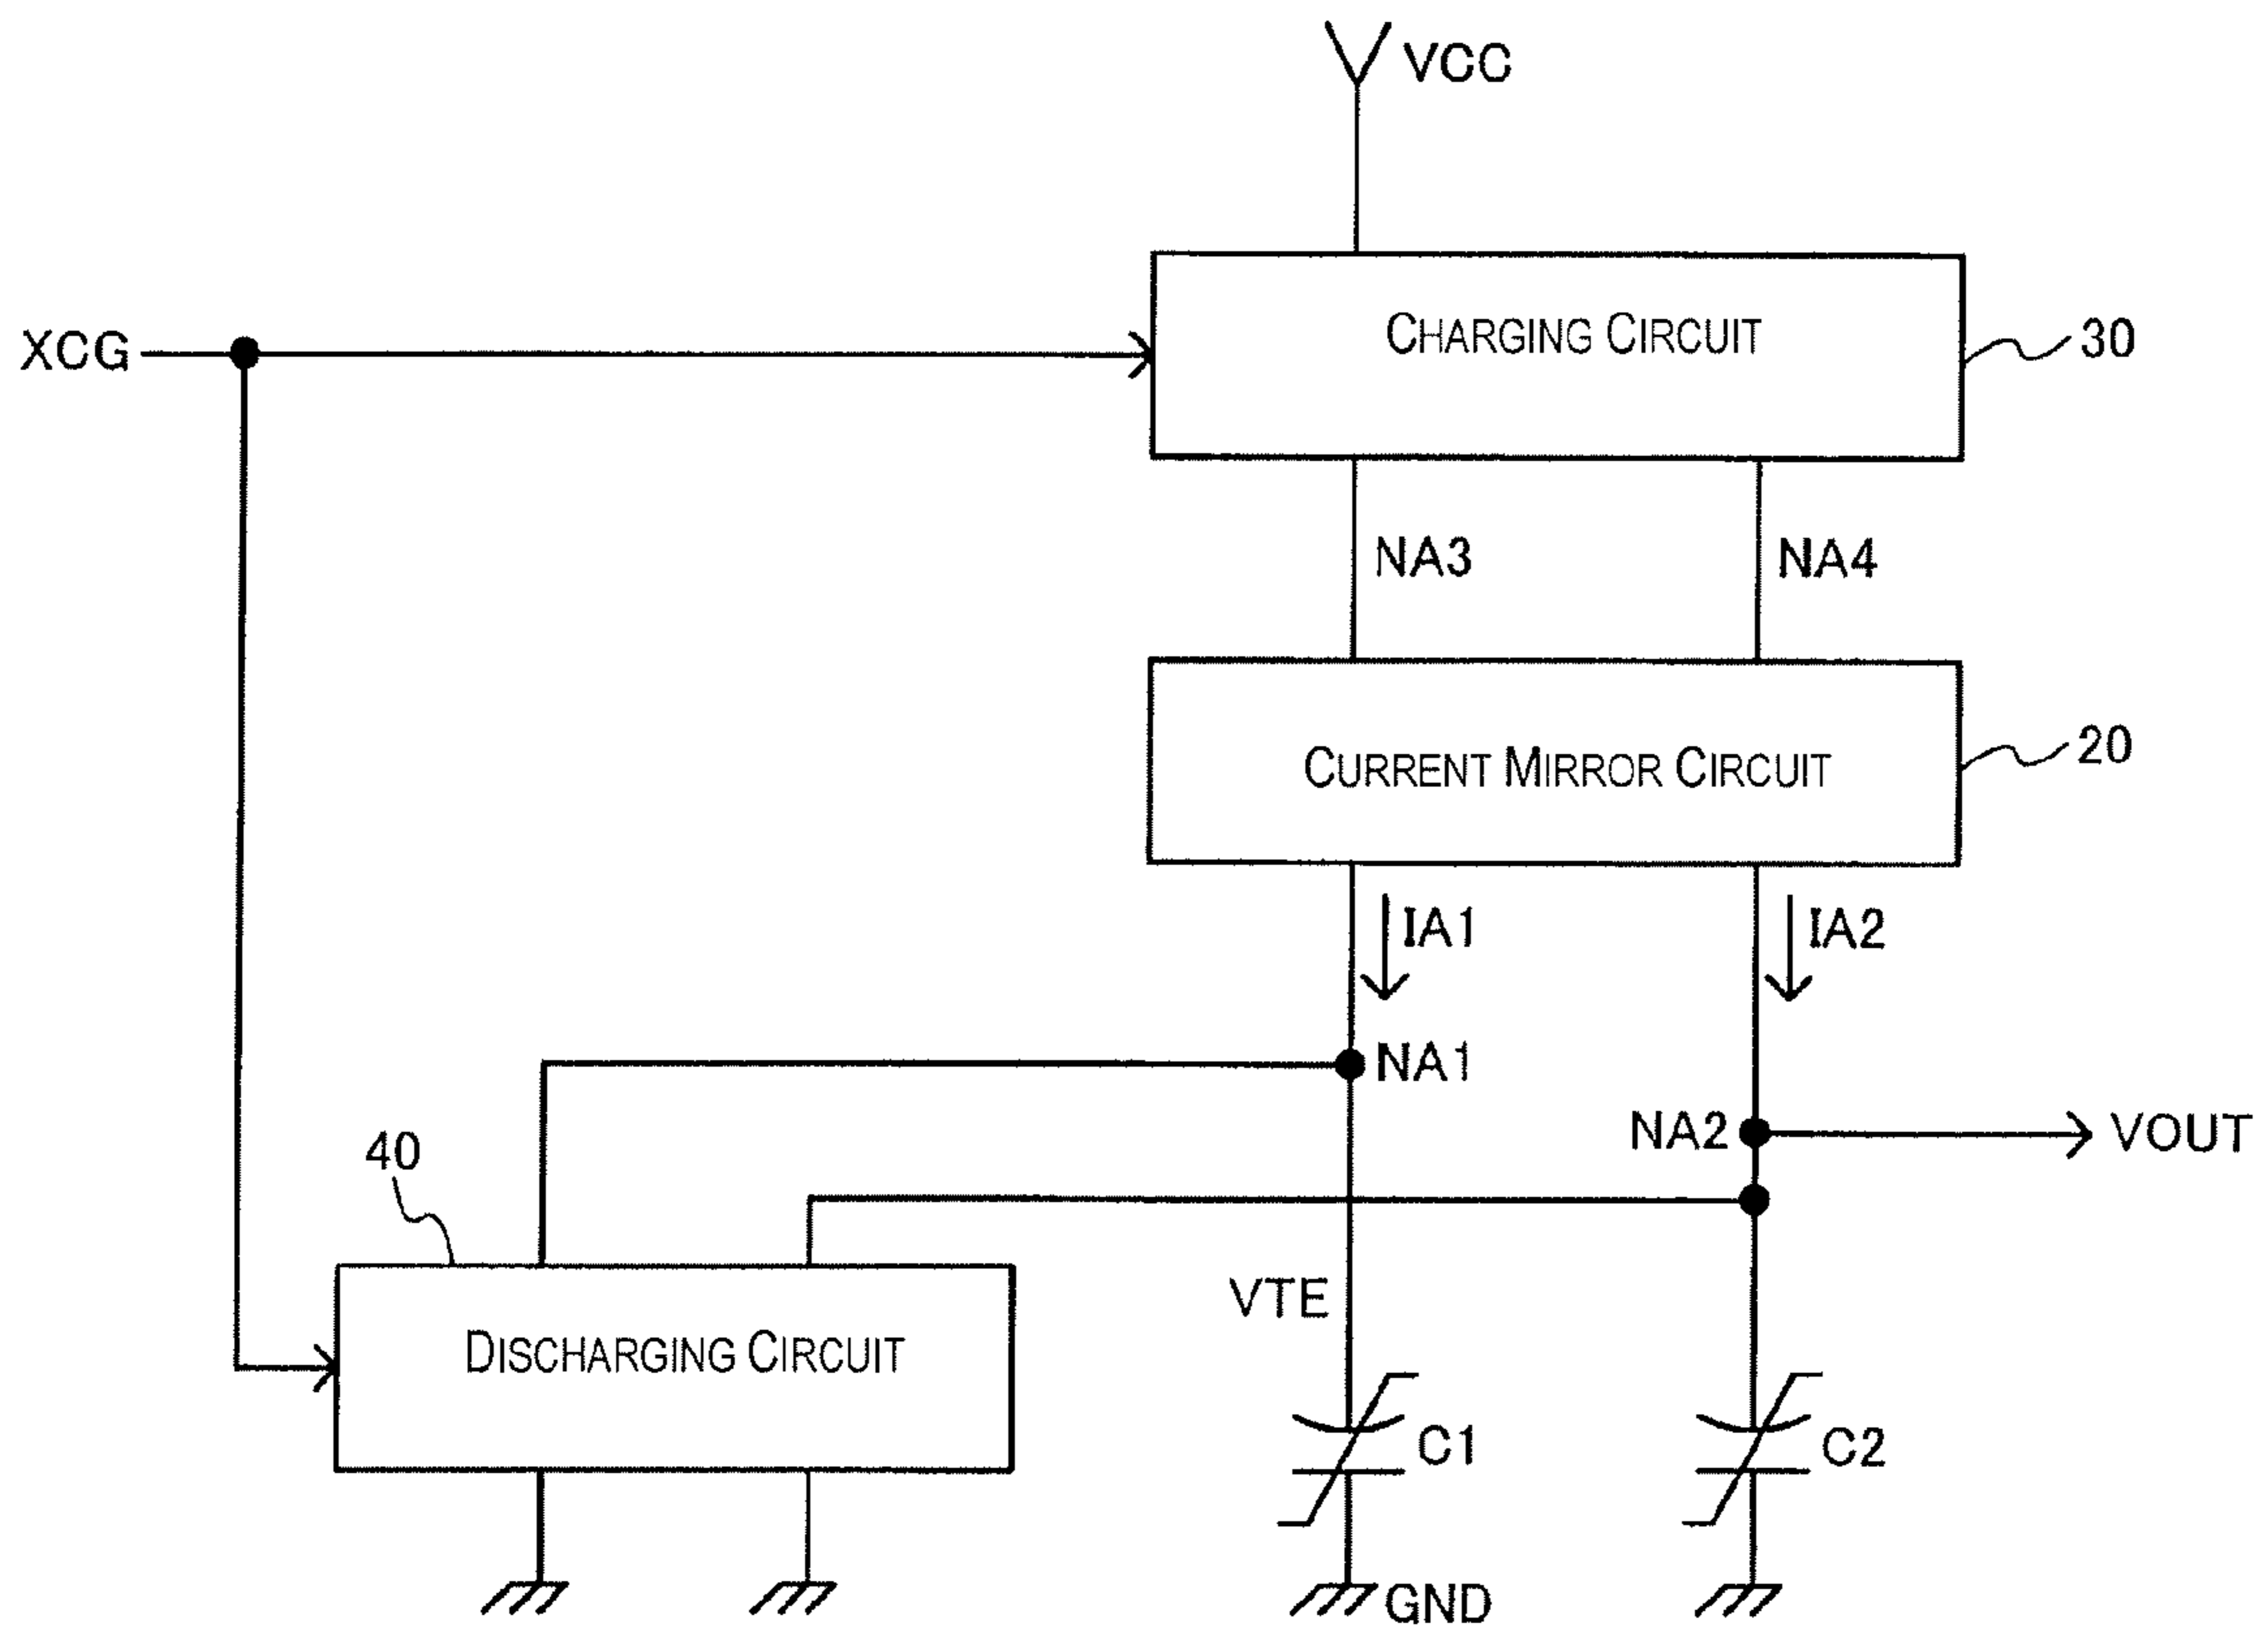 VCC
CHARGING CIRCUIT
XCG
30
NA3
NA4
CURRENT MIRROR CIRCUIT
20
IA1
IA2
NA1
NA2
VOUT
40
VTE
DISCHARGING CIRCUIT
C1
C2
GND